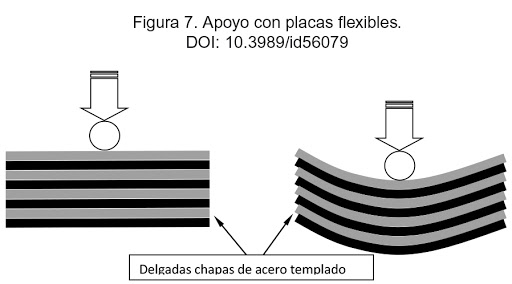 Figura 7. Apoyo con placas flexibles.
DOI: 10.3989/id56079
Delgadas chapas de acero templado